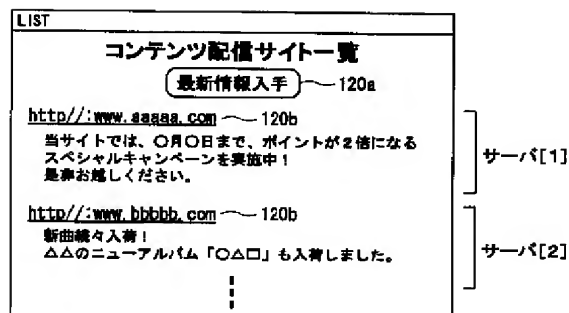 LIST
コンテンツ配信サイト一覧
最新情報入手 120a
http//:www.aaaaa.com 120b
当サイトでは、〇月〇日まで、ポイントが2倍になる
スペシャルキャンペーンを実施中!
是非お越しください。
サーバ[1]
http//:www.bbbbb.com 120b
新曲続々入荷!
△△のニューアルバム「〇△□」も入荷しました。
サーバ[2]